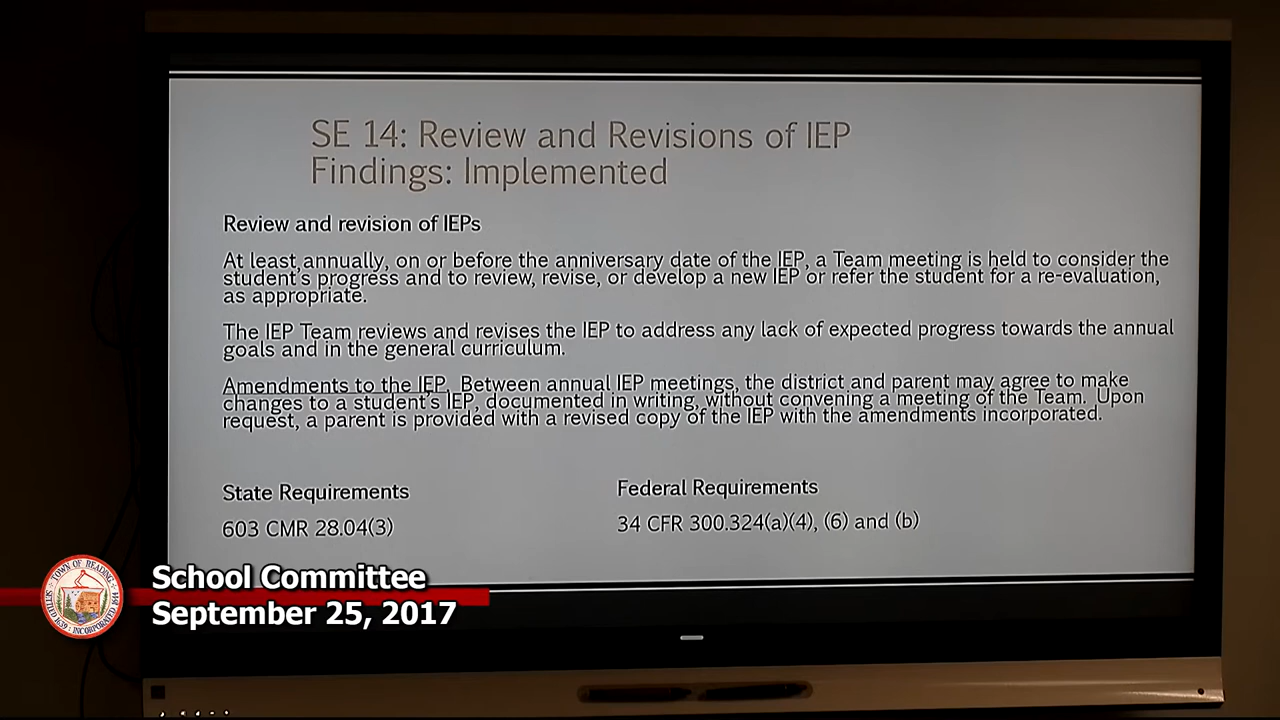 SE 14: Review and Revisions of IEP
Findings: Implemented
Review and revision of IEPs
At least annually, on or before the anniversary date of the IEP, a Team meeting is held to consider the
student's progress and to review, revise, or develop a new IEP or refer the student for a re-evaluation,
as appropriate.
The IEP Team reviews and revises the IEP to address any lack of expected progress towards the annual
goals and in the general curriculum.
Amendments to the IEP. Between annual IEP meetings, the district and parent may agree to make
changes to a student's IEP, documented in writing, without convening a meeting of the Team. Upon
request, a parent is provided with a revised copy of the IEP with the amendments incorporated.
State Requirements
Federal Requirements
603 CMR 28.04(3)
34 CFR 300.324(a)(4), (6) and (b)
School Committee
September 25, 2017
TOWN OF READING
SETTLED 1639 · INCORPORATED 1644